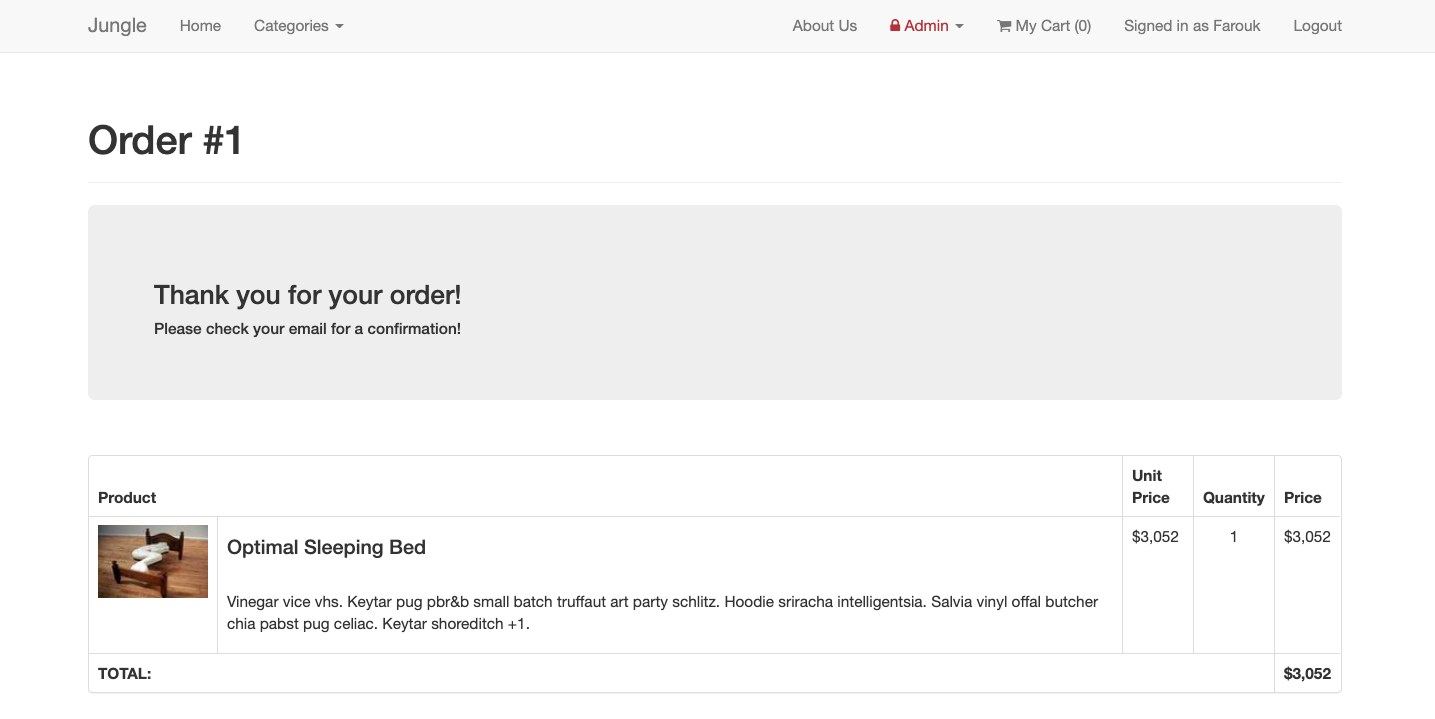 Jungle Home Categories About Us Admin My Cart (0) Signed in as Farouk Logout
Order #1
Thank you for your order!
Please check your email for a confirmation!
Product Unit Price Quantity Price
Optimal Sleeping Bed $3,052 1 $3,052
Vinegar vice vhs. Keytar pug pbr&b small batch truffaut art party schlitz. Hoodie sriracha intelligentsia. Salvia vinyl offal butcher
chia pabst pug celiac. Keytar shoreditch +1.
TOTAL: $3,052